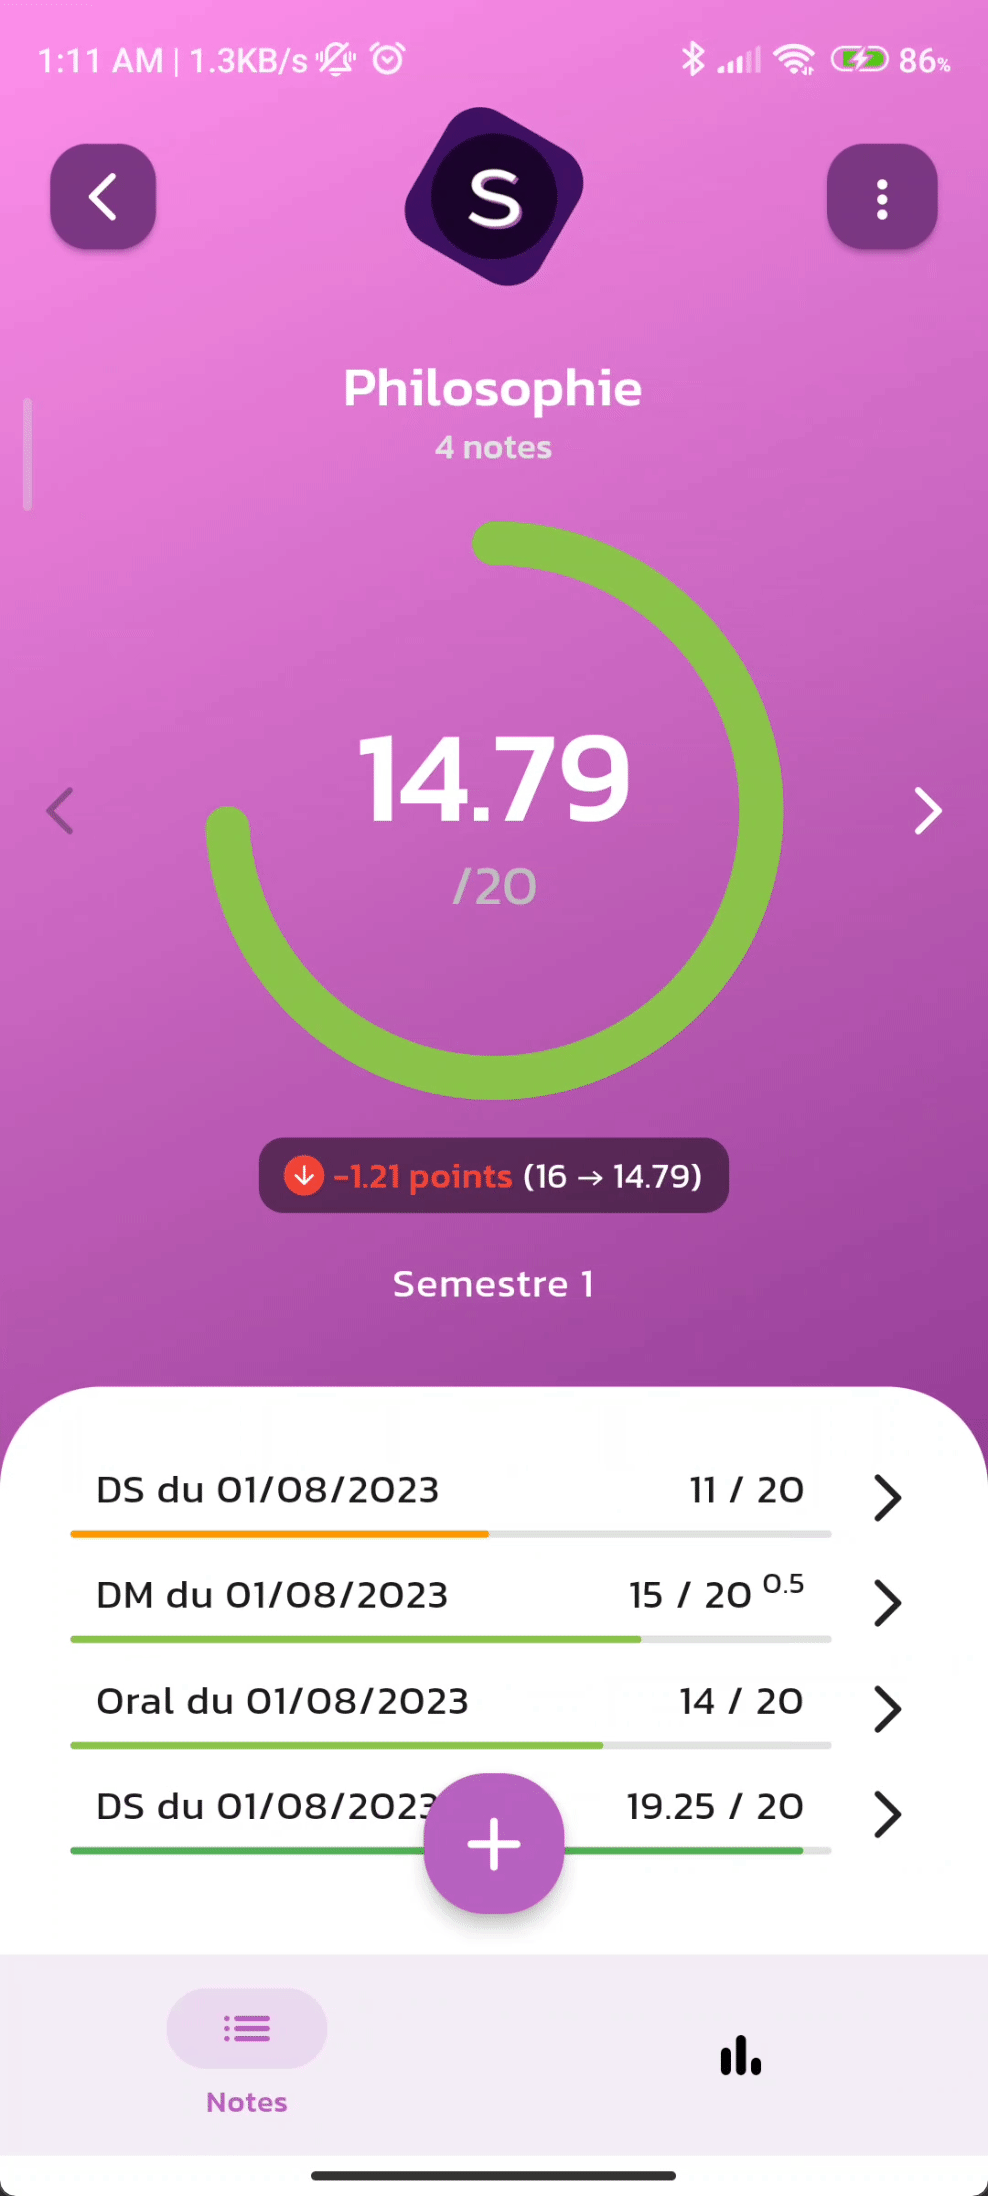 1:11 AM | 1.3KB/s 86%
S
Philosophie
4 notes
14.79
/20
-1.21 points (16 → 14.79)
Semestre 1
DS du 01/08/2023 11 / 20
DM du 01/08/2023 15 / 20 0.5
Oral du 01/08/2023 14 / 20
DS du 01/08/2023 19.25 / 20
Notes